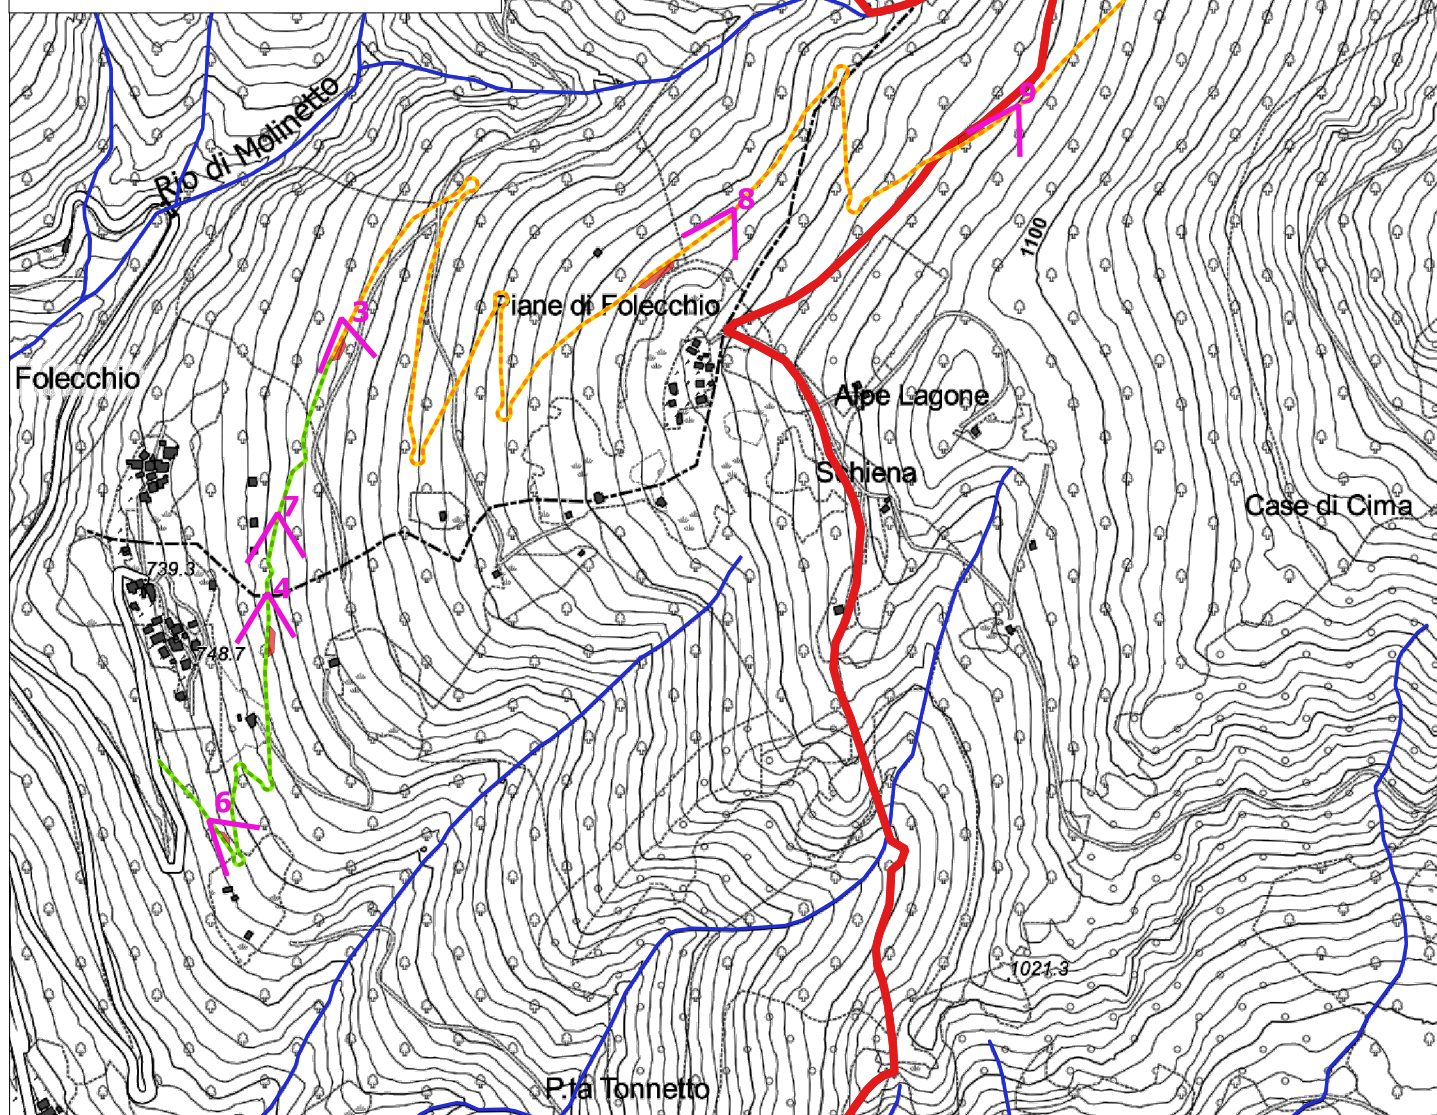 Rio di Molinetto
9
8
1100
3
Piane di Folecchio
Folecchio
Alpe Lagone
Schiena
Case di Cima
7
739.3
4
748.7
6
1021.3
P.ta Tonnetto